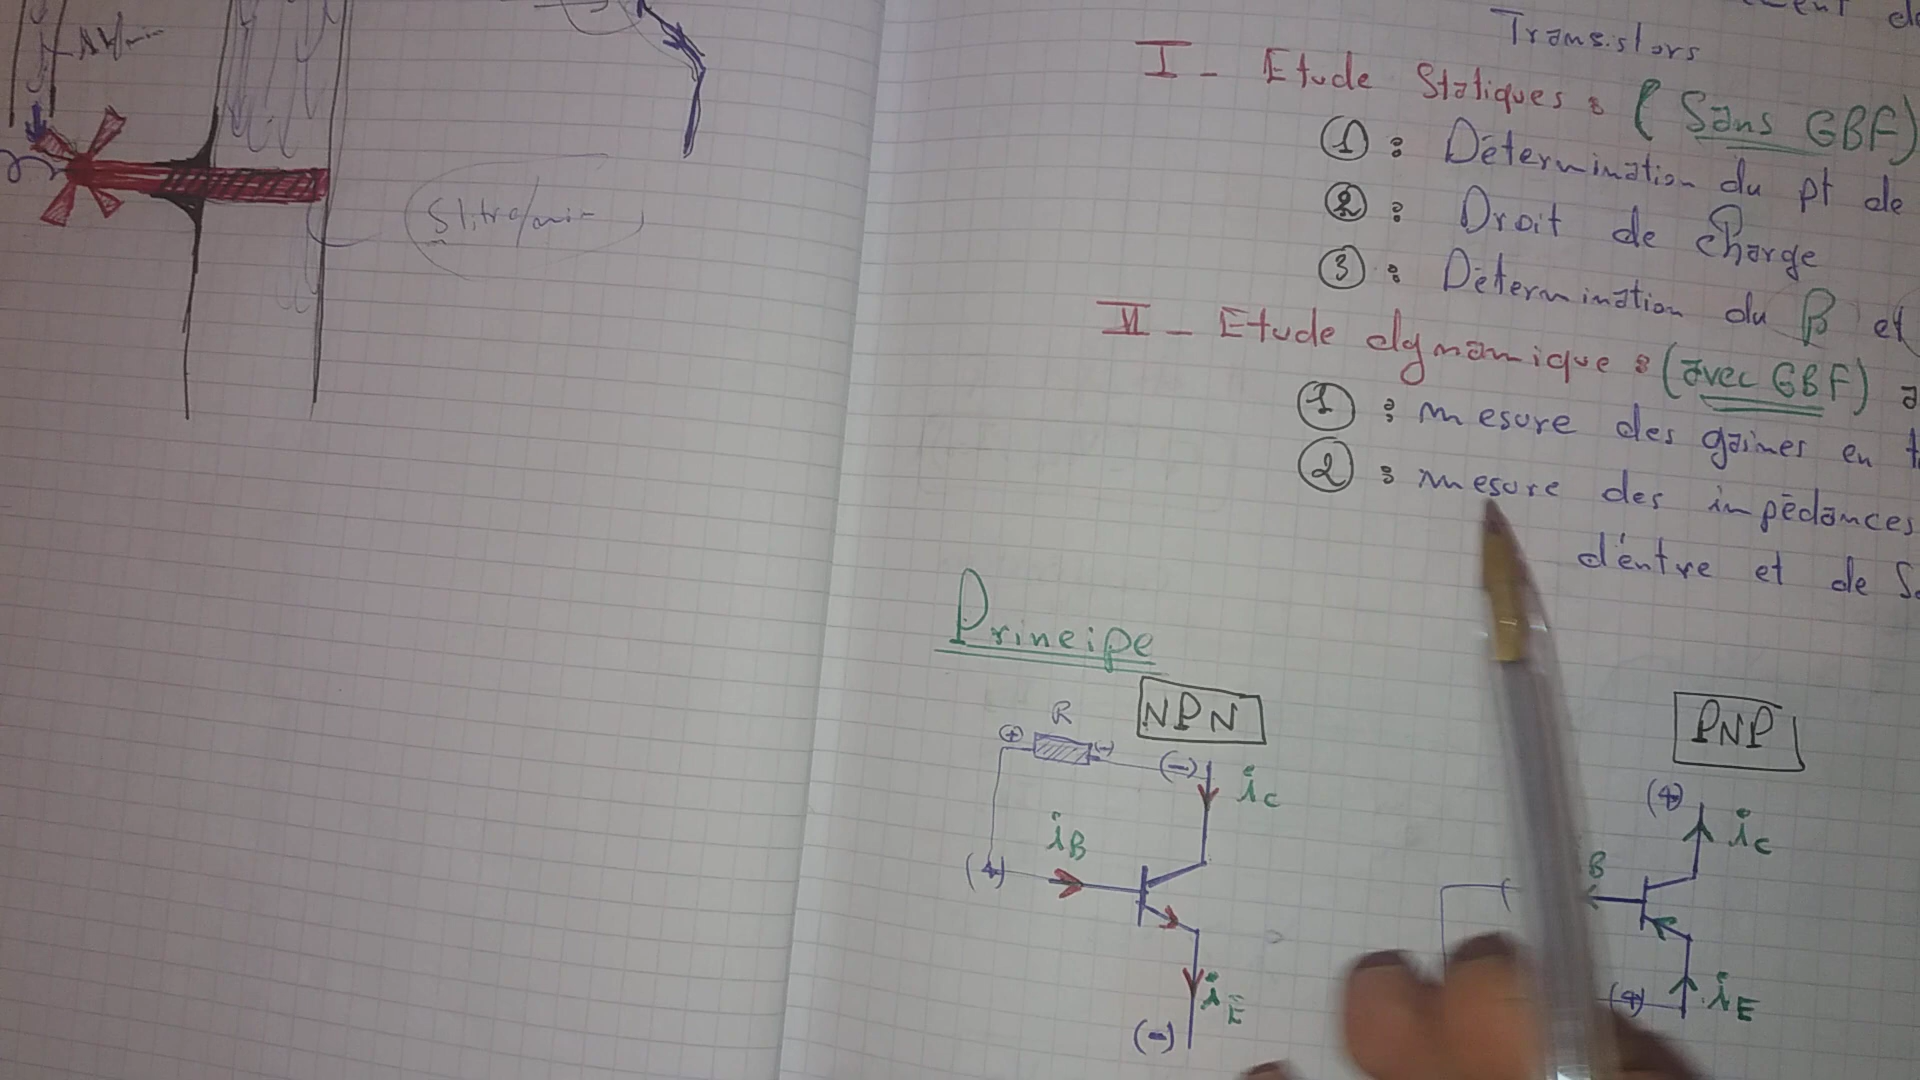 Transistors
I - Etude Statiques : (Sans GBF)
① : Détermination du pt de
② : Droit de charge
③ : Détermination du β et
II - Etude dynamique : (avec GBF)
① : mesure des gaines en
② : mesure des impédances
d'entre et de
Principe
NPN
PNP
R
(+) (-)
(-) iC
(+) iC
iB
(+)
B
iE
(-)
(+) iE